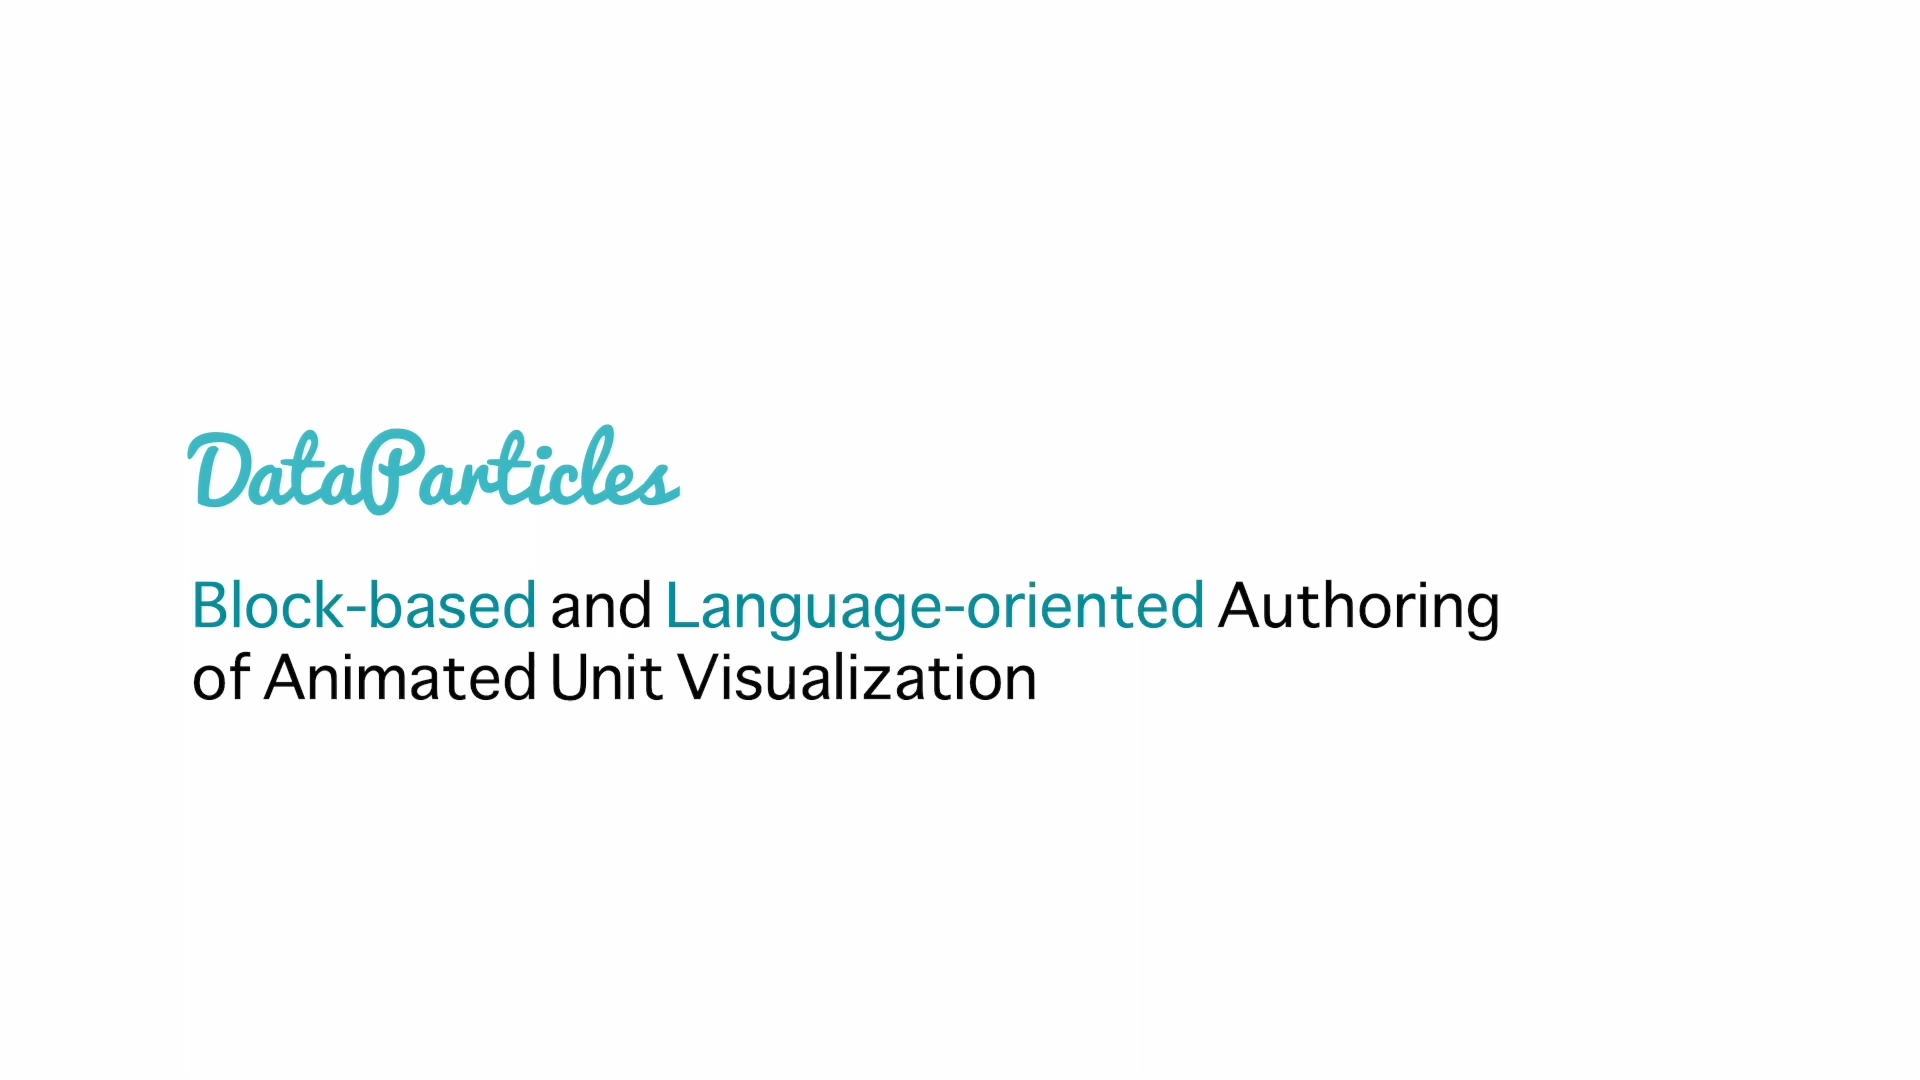 DataParticles
Block-based and Language-oriented Authoring
of Animated Unit Visualization